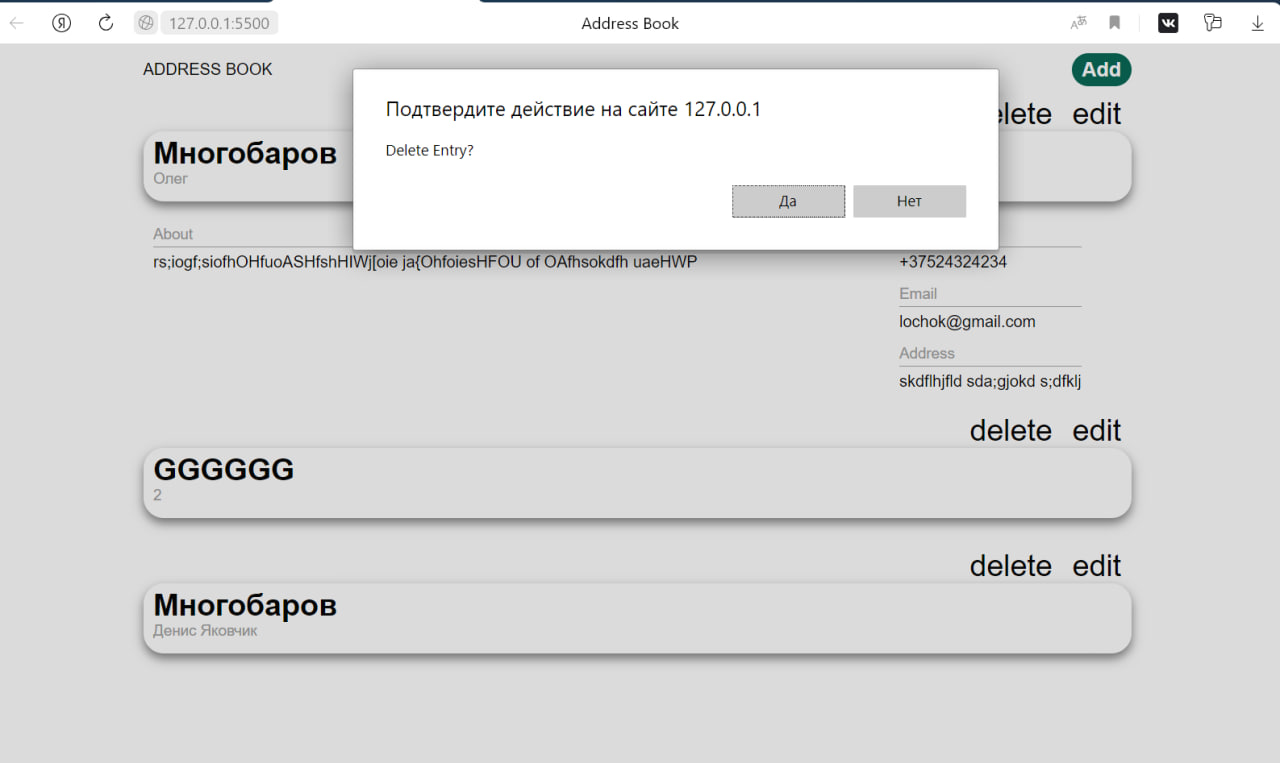 127.0.0.1:5500
Address Book
ADDRESS BOOK
Add
Подтвердите действие на сайте 127.0.0.1
Delete Entry?
Да
Нет
edit
Многобаров
Олег
About
rs;iogf;siofhOHfuoASHfshHIWj[oie ja{OhfoiesHFOU of OAfhsokdfh uaeHWP
+37524324234
Email
lochok@gmail.com
Address
skdflhjfld sda;gjokd s;dfklj
delete edit
GGGGGG
2
delete edit
Многобаров
Денис Яковчик